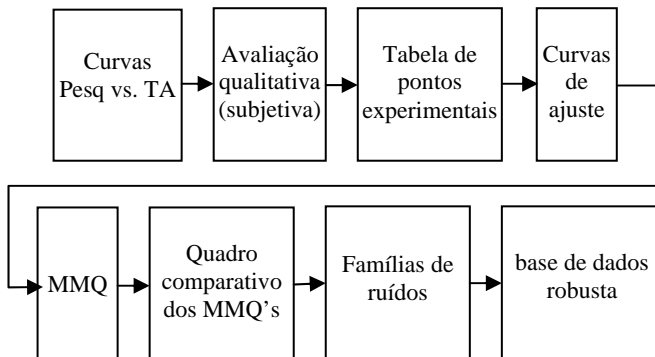 Curvas
Pesq vs. TA
Avaliação
qualitativa
(subjetiva)
Tabela de
pontos
experimentais
Curvas
de
ajuste
MMQ
Quadro
comparativo
dos MMQ's
Famílias de
ruídos
base de dados
robusta